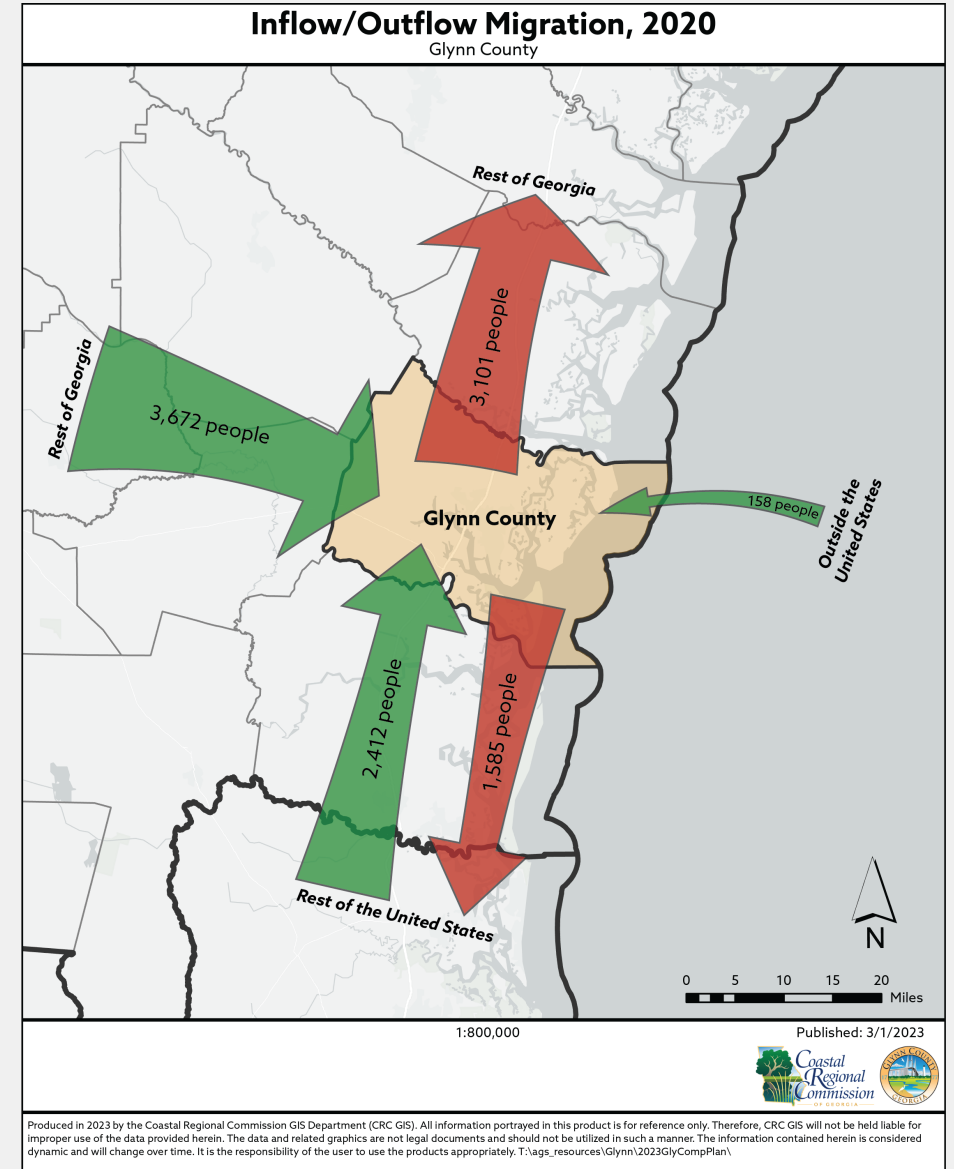 Inflow/Outflow Migration, 2020
Glynn County
Rest of Georgia
3,101 people
Rest of Georgia
3,672 people
158 people
Outside the
United States
Glynn County
2,412 people
1,585 people
Rest of the United States
N
0 5 10 15 20
Miles
1:800,000
Published: 3/1/2023
Coastal
Regional
Commission
OF GEORGIA
GLYNN COUNTY
GEORGIA
Produced in 2023 by the Coastal Regional Commission GIS Department (CRC GIS). All information portrayed in this product is for reference only. Therefore, CRC GIS will not be held liable for
improper use of the data provided herein. The data and related graphics are not legal documents and should not be utilized in such a manner. The information contained herein is considered
dynamic and will change over time. It is the responsibility of the user to use the products appropriately. T:\ags_resources\Glynn\2023GlyCompPlan\